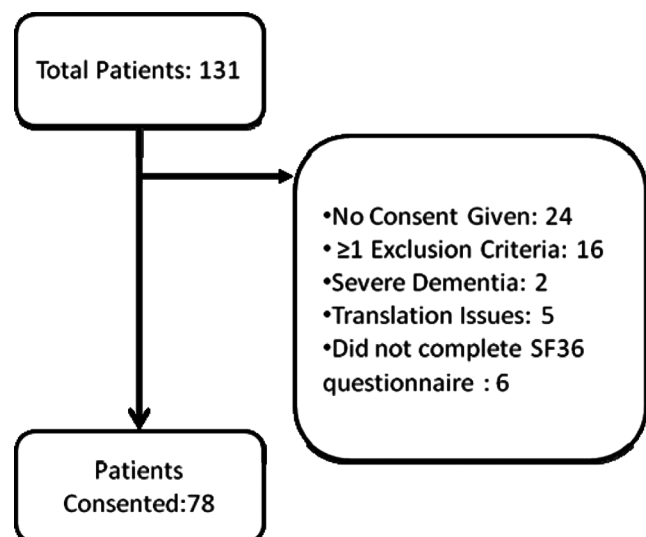 Total Patients: 131
•No Consent Given: 24
• ≥1 Exclusion Criteria: 16
•Severe Dementia: 2
•Translation Issues: 5
•Did not complete SF36
questionnaire : 6
Patients
Consented:78